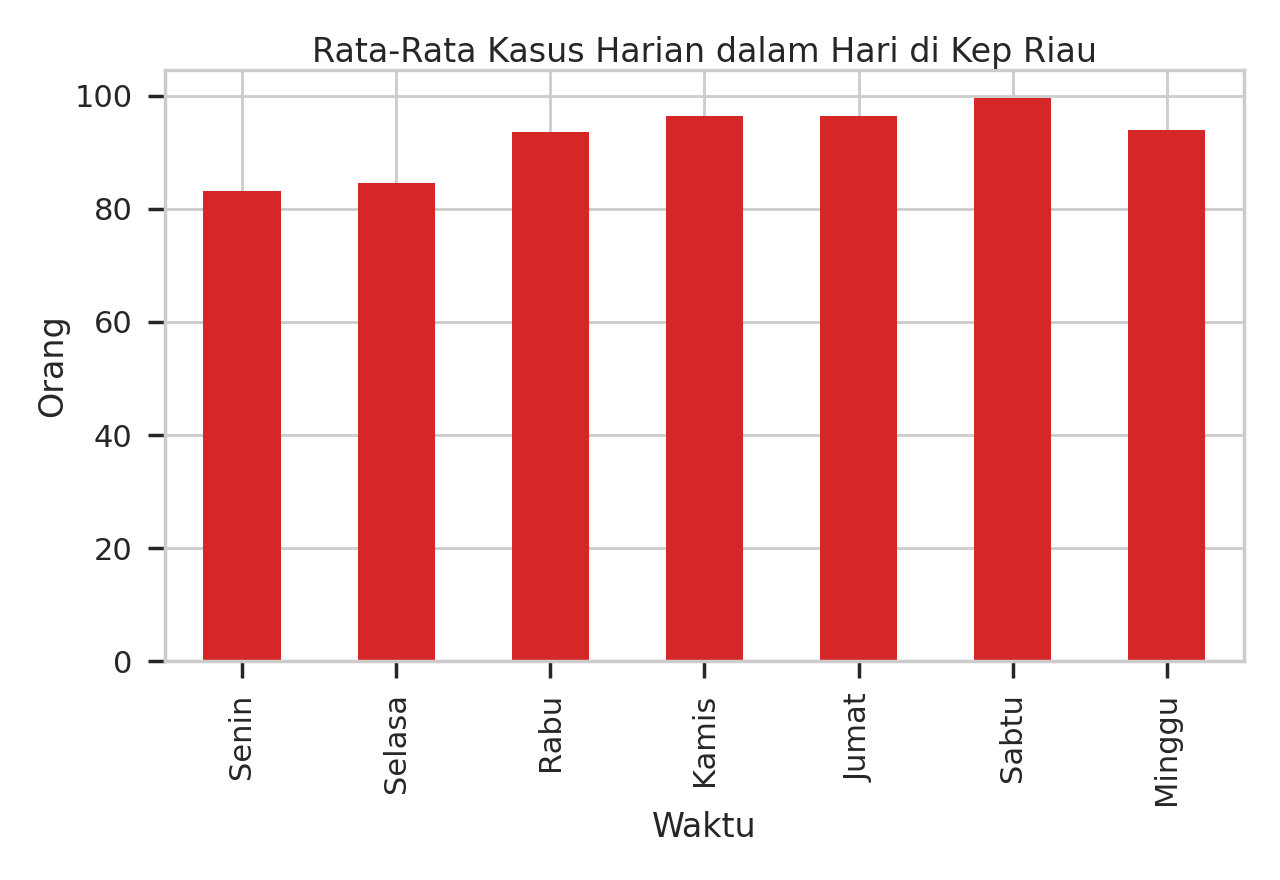 Rata-Rata Kasus Harian dalam Hari di Kep Riau
100
80
60
40
20
0
Orang
Senin
Selasa
Rabu
Kamis
Jumat
Sabtu
Minggu
Waktu